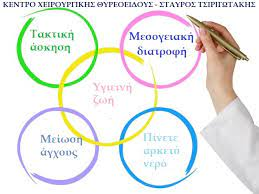 ΚΕΝΤΡΟ ΧΕΙΡΟΥΡΓΙΚΗΣ ΘΥΡΕΟΕΙΔΟΥΣ - ΣΤΑΥΡΟΣ ΤΣΙΡΙΓΩΤΑΚΗΣ
Τακτική
άσκηση
Μεσογειακή
διατροφή
Υγιεινή
ζωή
Μείωση
άγχους
Πίνετε
αρκετό
νερό